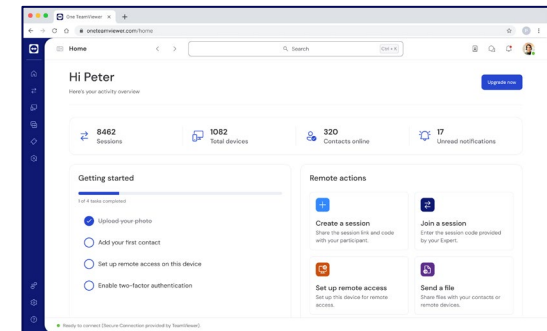 One TeamViewer
oneteamviewer.com/home
Home
Search
Ctrl + K
Hi Peter
Here's your activity overview
Upgrade now
8462
Sessions
1082
Total devices
320
Contacts online
17
Unread notifications
Getting started
1 of 4 tasks completed
Upload your photo
Add your first contact
Set up remote access on this device
Enable two-factor authentication
Remote actions
Create a session
Share the session link and code
with your participant.
Join a session
Enter the session code provided
by your Expert.
Set up remote access
Set up this device for remote
access.
Send a file
Share files with your contacts or
remote devices.
Ready to connect (Secure Connection provided by TeamViewer).